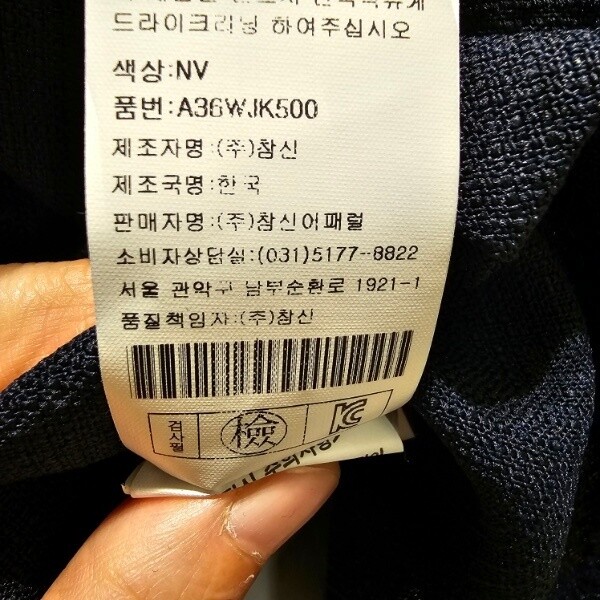 드라이크리닝 하여주십시오
색상:NV
품번:A36WJK500
제조자명:(주)참신
제조국명:한국
판매자명:(주)참신어패럴
소비자상담실:(031)5177-8822
서울 관악구 남부순환로 1921-1
품질책임자:(주)참신
검사필 檢 KC